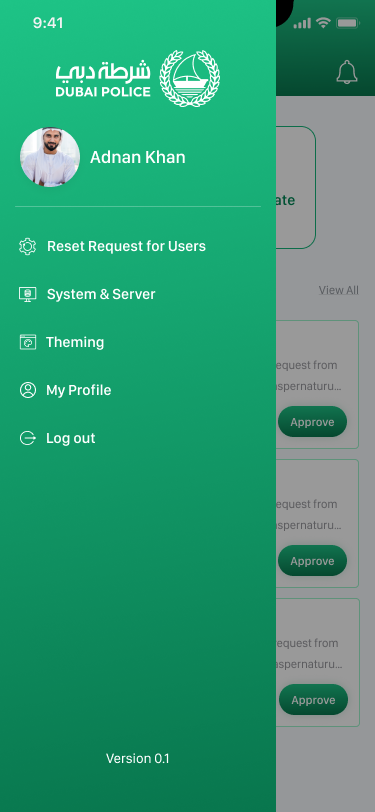 9:41
شرطة دبي
DUBAI POLICE
Adnan Khan
ate
View All
Reset Request for Users
System & Server
Theming
My Profile
Log out
equest from
aspernaturu...
Approve
equest from
aspernaturu...
Approve
equest from
aspernaturu...
Approve
Version 0.1